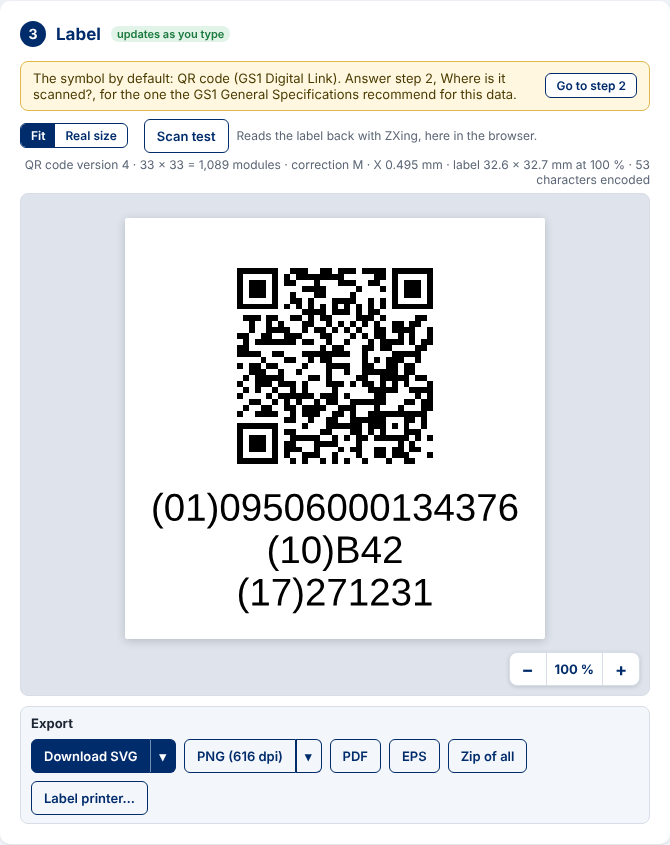 3 Label updates as you type
The symbol by default: QR code (GS1 Digital Link). Answer step 2, Where is it
scanned?, for the one the GS1 General Specifications recommend for this data.
Go to step 2
Fit Real size Scan test Reads the label back with ZXing, here in the browser.
QR code version 4 · 33 × 33 = 1,089 modules · correction M · X 0.495 mm · label 32.6 × 32.7 mm at 100 % · 53
characters encoded
(01)09506000134376
(10)B42
(17)271231
− 100 % +
Export
Download SVG ▾ PNG (616 dpi) ▾ PDF EPS Zip of all
Label printer...